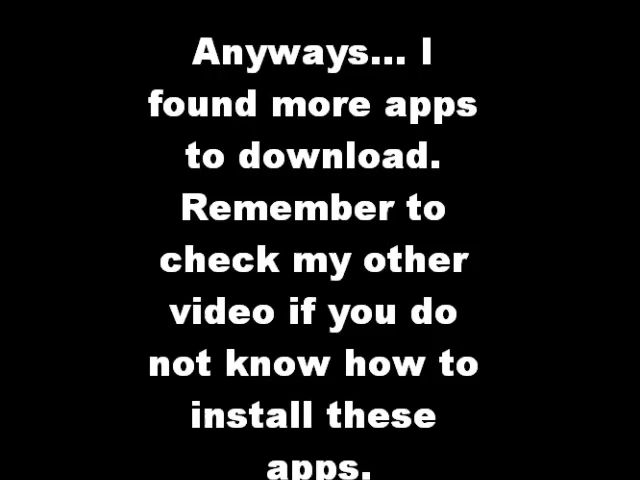 Anyways... I
found more apps
to download.
Remember to
check my other
video if you do
not know how to
install these
apps.